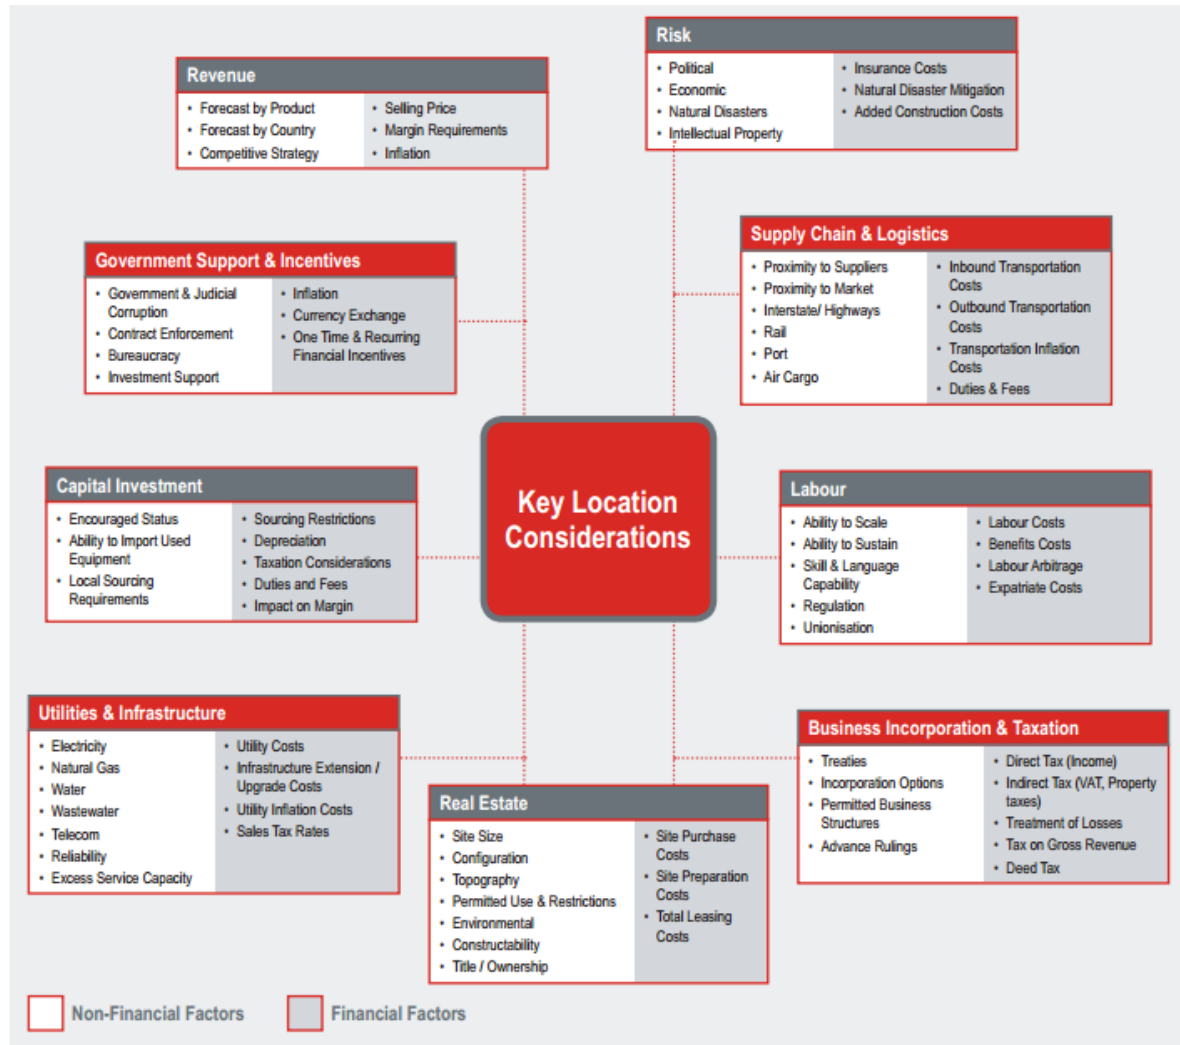 Revenue
• Forecast by Product
• Forecast by Country
• Competitive Strategy
• Selling Price
• Margin Requirements
• Inflation
Risk
• Political
• Economic
• Natural Disasters
• Intellectual Property
• Insurance Costs
• Natural Disaster Mitigation
• Added Construction Costs
Government Support & Incentives
• Government & Judicial
Corruption
• Contract Enforcement
• Bureaucracy
• Investment Support
• Inflation
• Currency Exchange
• One Time & Recurring
Financial Incentives
Supply Chain & Logistics
• Proximity to Suppliers
• Proximity to Market
• Interstate/ Highways
• Rail
• Port
• Air Cargo
• Inbound Transportation
Costs
• Outbound Transportation
Costs
• Transportation Inflation
Costs
• Duties & Fees
Key Location
Considerations
Capital Investment
• Encouraged Status
• Ability to Import Used
Equipment
• Local Sourcing
Requirements
• Sourcing Restrictions
• Depreciation
• Taxation Considerations
• Duties and Fees
• Impact on Margin
Labour
• Ability to Scale
• Ability to Sustain
• Skill & Language
Capability
• Regulation
• Unionisation
• Labour Costs
• Benefits Costs
• Labour Arbitrage
• Expatriate Costs
Utilities & Infrastructure
• Electricity
• Natural Gas
• Water
• Wastewater
• Telecom
• Reliability
• Excess Service Capacity
• Utility Costs
• Infrastructure Extension /
Upgrade Costs
• Utility Inflation Costs
• Sales Tax Rates
Real Estate
• Site Size
• Configuration
• Topography
• Permitted Use & Restrictions
• Environmental
• Constructability
• Title / Ownership
• Site Purchase
Costs
• Site Preparation
Costs
• Total Leasing
Costs
Business Incorporation & Taxation
• Treaties
• Incorporation Options
• Permitted Business
Structures
• Advance Rulings
• Direct Tax (Income)
• Indirect Tax (VAT, Property
taxes)
• Treatment of Losses
• Tax on Gross Revenue
• Deed Tax
Non-Financial Factors
Financial Factors